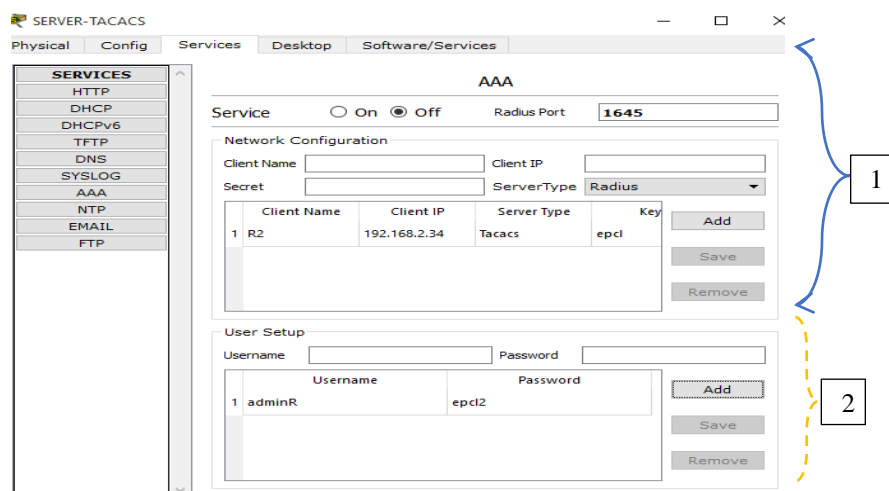 SERVER-TACACS
Physical Config Services Desktop Software/Services
SERVICES
HTTP
DHCP
DHCPv6
TFTP
DNS
SYSLOG
AAA
NTP
EMAIL
FTP
AAA
Service On Off Radius Port 1645
Network Configuration
Client Name Client IP
Secret ServerType Radius
Client Name Client IP Server Type Key
1 R2 192.168.2.34 Tacacs epcl
Add
Save
Remove
User Setup
Username Password
Username Password
1 adminR epcl2
Add
Save
Remove
1
2